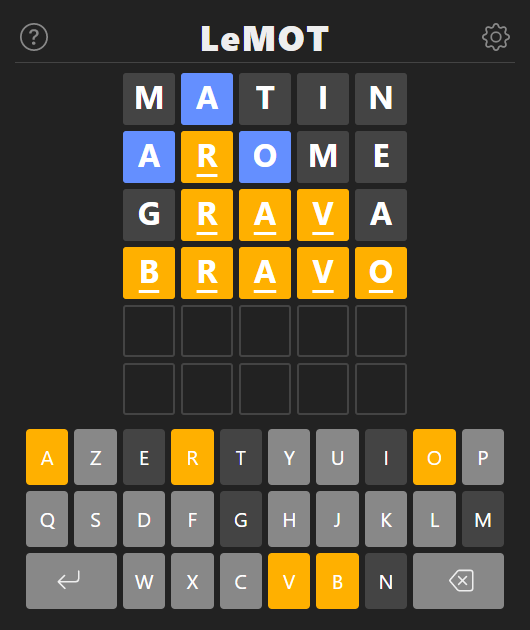 ?
LeMOT
M A T I N
A R O M E
G R A V A
B R A V O
A Z E R T Y U I O P
Q S D F G H J K L M
W X C V B N